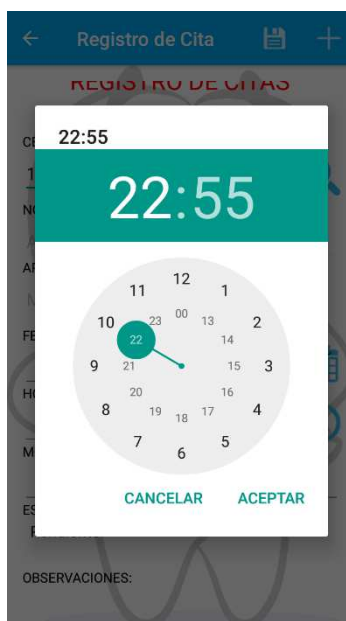 Registro de Cita
REGISTRO DE CITAS
22:55
22:55
12
11 1
00
23 13
10 2
22 14
9 21 15 3
20 16
8 4
19 17
18
7 5
6
CANCELAR ACEPTAR
OBSERVACIONES: